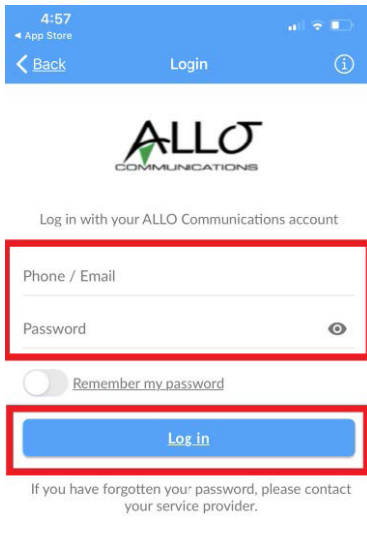 4:57
App Store
Back Login
ALLO
COMMUNICATIONS
Log in with your ALLO Communications account
Phone / Email
Password
Remember my password
Log in
If you have forgotten your password, please contact
your service provider.